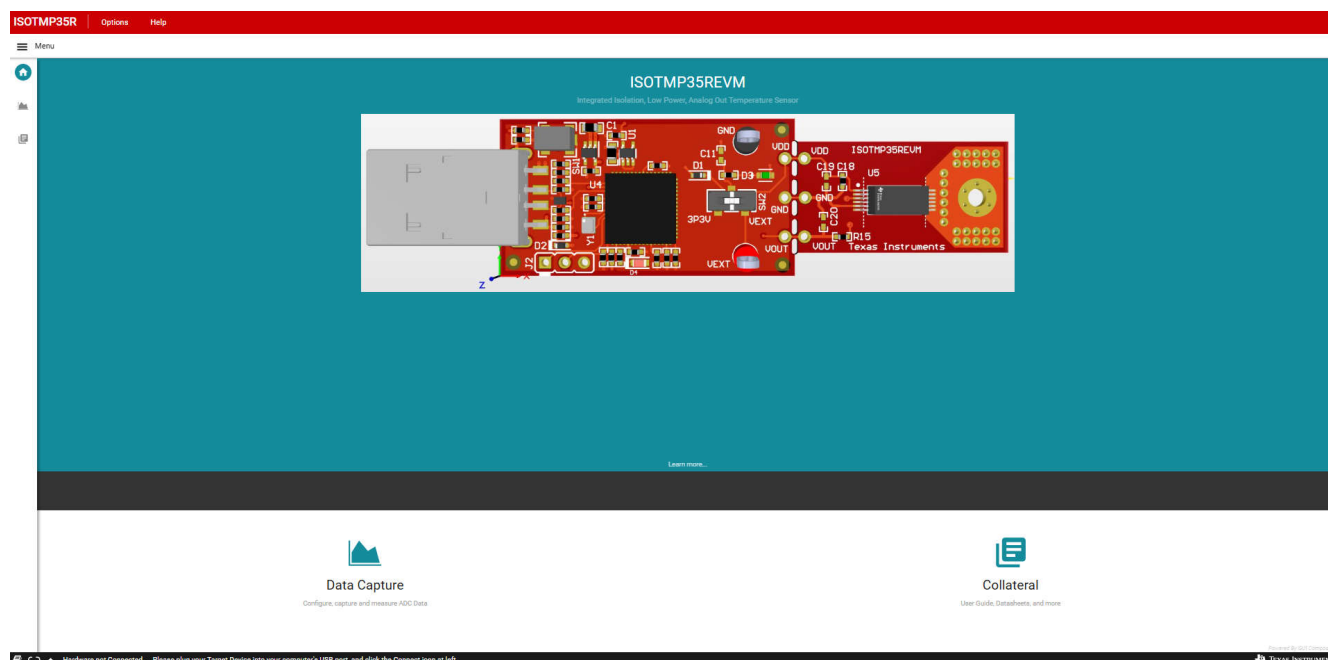 ISOTMP35R Options Help
Menu
ISOTMP35REVM
Integrated Isolation, Low Power, Analog Out Temperature Sensor
C1
U1
SW1
U4
GND
C11
D1
D3
VDD
VDD
ISOTMP35REVM
C19 C18
U5
GND
GND
SW2
3P3V
VEXT
C20
R15
VOUT
VOUT
Texas Instruments
VEXT
Y1
D2
J2
D4
Z
X
Learn more...
Data Capture
Configure, capture and measure ADC Data
Collateral
User Guide, Datasheets, and more
Hardware not Connected. Please plug your Target Device into your computer's USB port, and click the Connect icon at left.